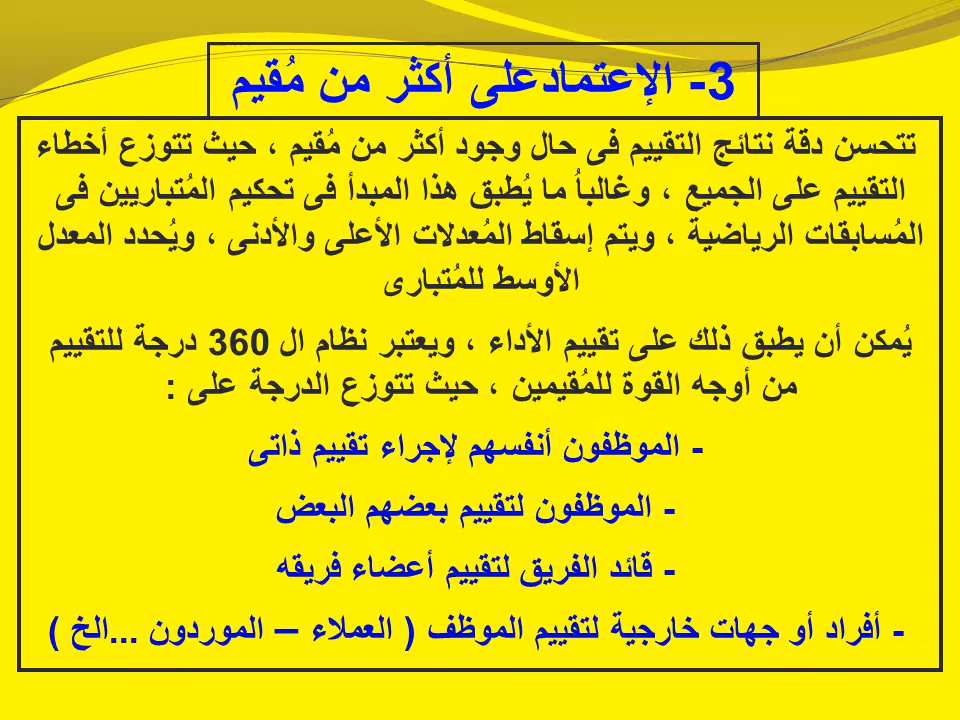 3- الإعتمادعلى أكثر من مُقيم
تتحسن دقة نتائج التقييم فى حال وجود أكثر من مُقيم ، حيث تتوزع أخطاء
التقييم على الجميع ، وغالباُ ما يُطبق هذا المبدأ فى تحكيم المُتباريين فى
المُسابقات الرياضية ، ويتم إسقاط المُعدلات الأعلى والأدنى ، ويُحدد المعدل
الأوسط للمُتبارى
يُمكن أن يطبق ذلك على تقييم الأداء ، ويعتبر نظام ال 360 درجة للتقييم
من أوجه القوة للمُقيمين ، حيث تتوزع الدرجة على :
- الموظفون أنفسهم لإجراء تقييم ذاتى
- الموظفون لتقييم بعضهم البعض
- قائد الفريق لتقييم أعضاء فريقه
- أفراد أو جهات خارجية لتقييم الموظف ( العملاء – الموردون ...الخ )